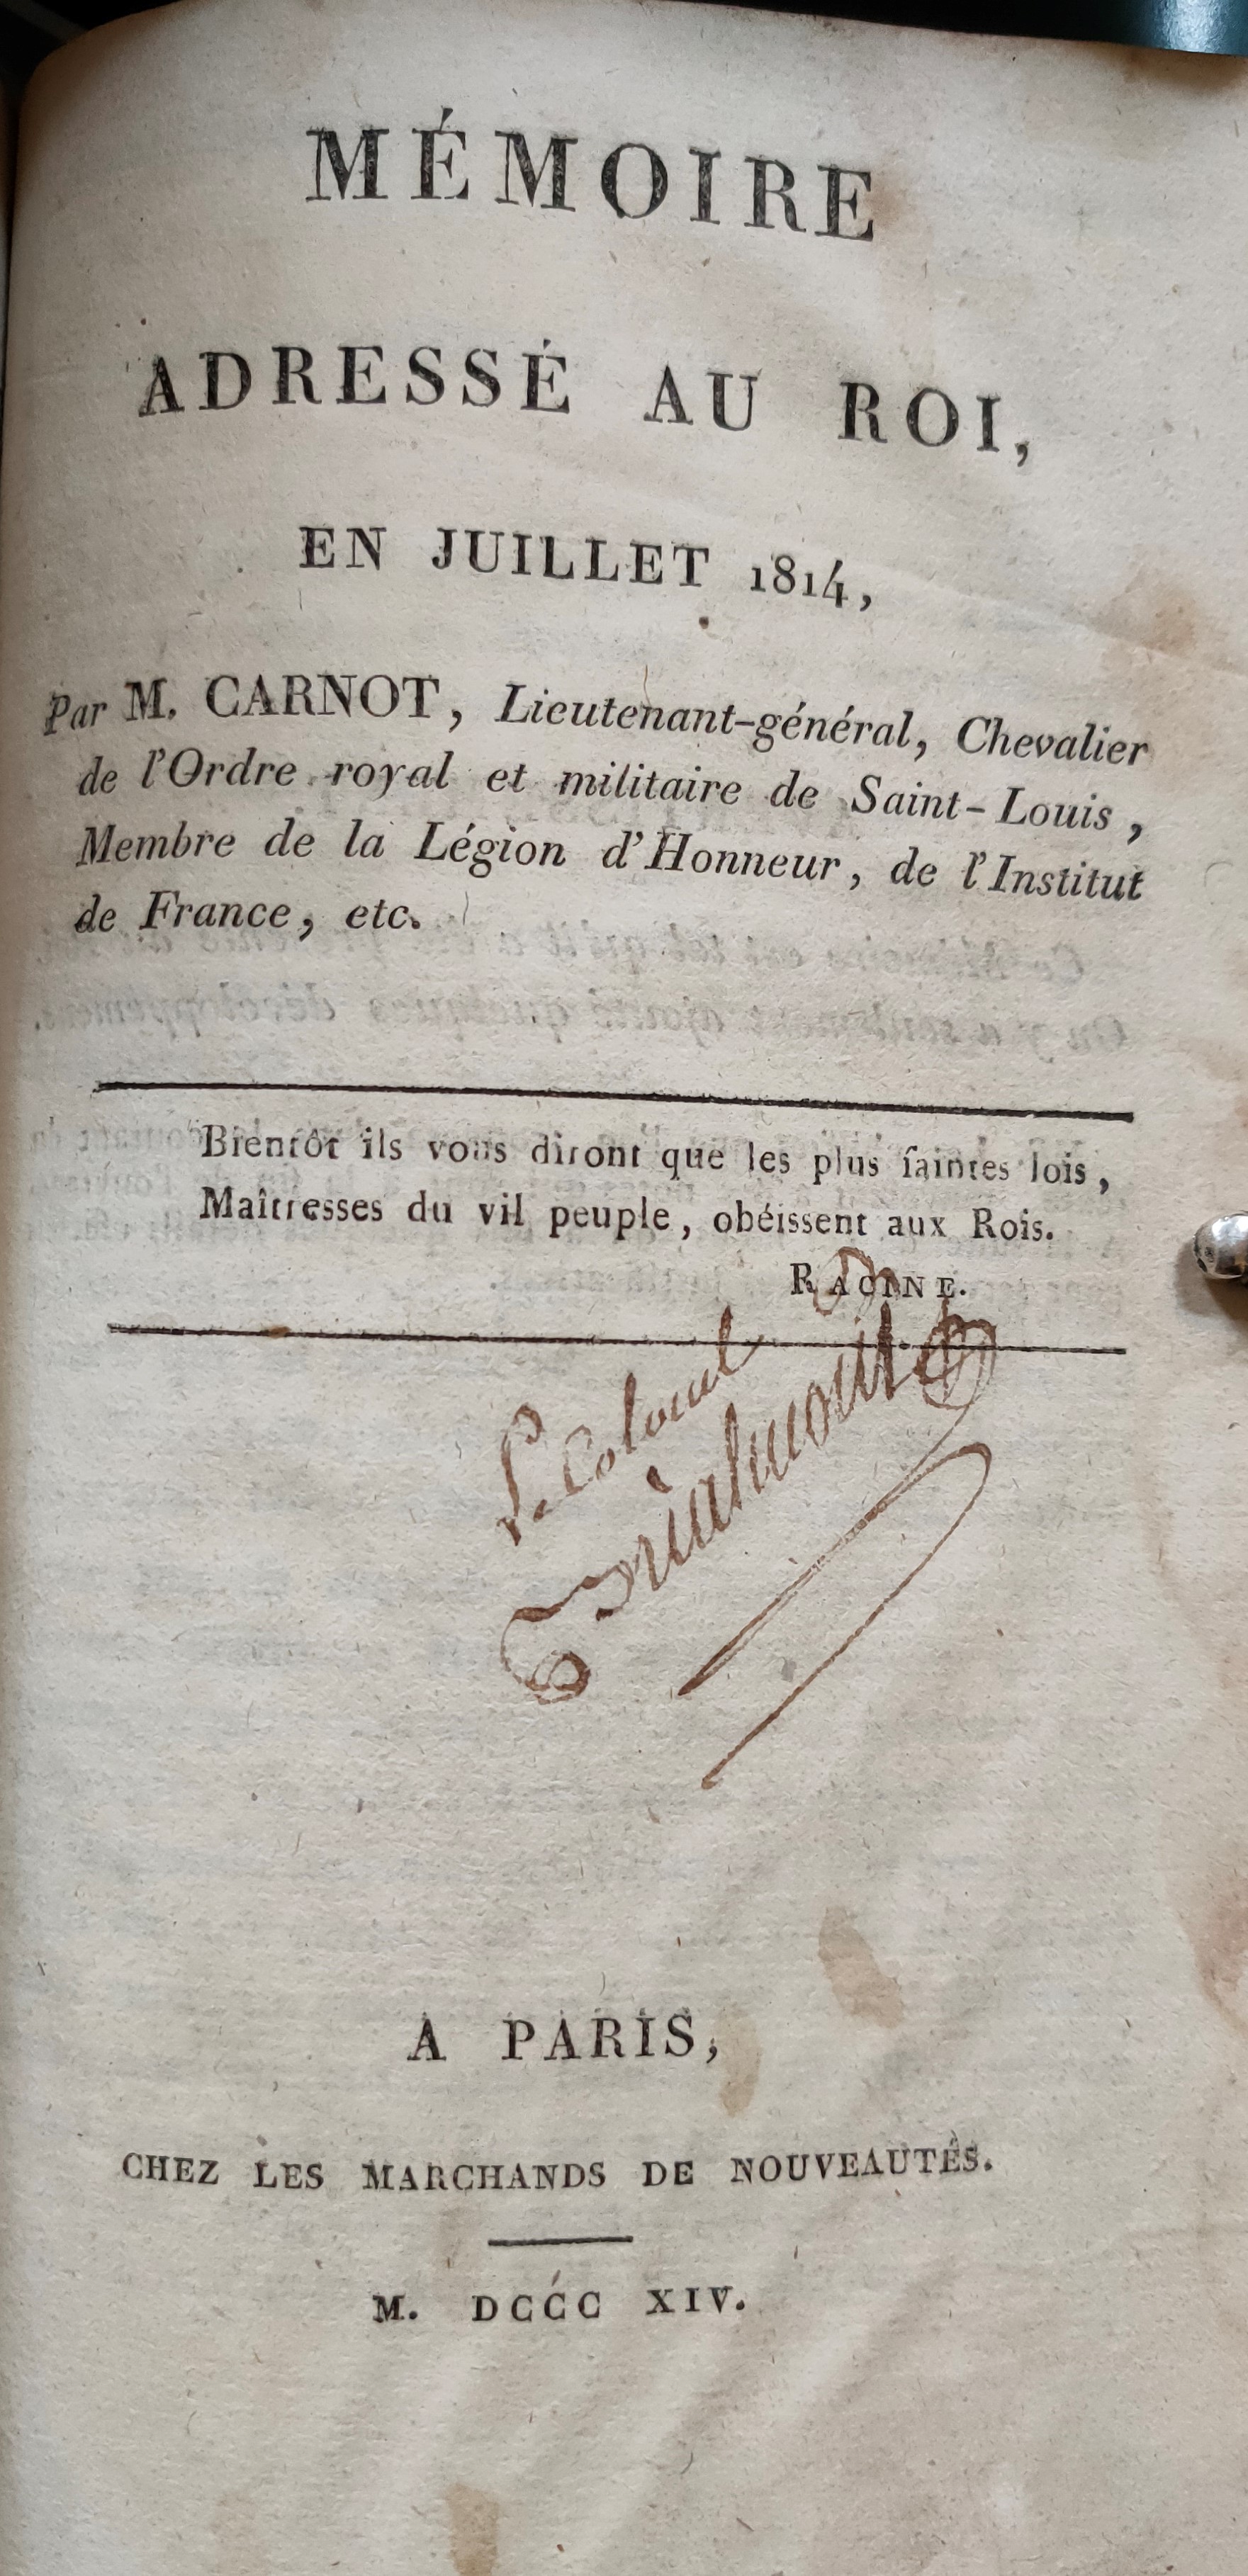 MÉMOIRE
ADRESSÉ AU ROI,
EN JUILLET 1814,
Par M. CARNOT, Lieutenant-général, Chevalier
de l'Ordre royal et militaire de Saint-Louis,
Membre de la Légion d'Honneur, de l'Institut
de France, etc.
Bientôt ils vous diront que les plus ſaintes lois,
Maîtresses du vil peuple, obéissent aux Rois.
RACINE.
Le Colonel
A PARIS,
CHEZ LES MARCHANDS DE NOUVEAUTÉS.
M. DCCC XIV.